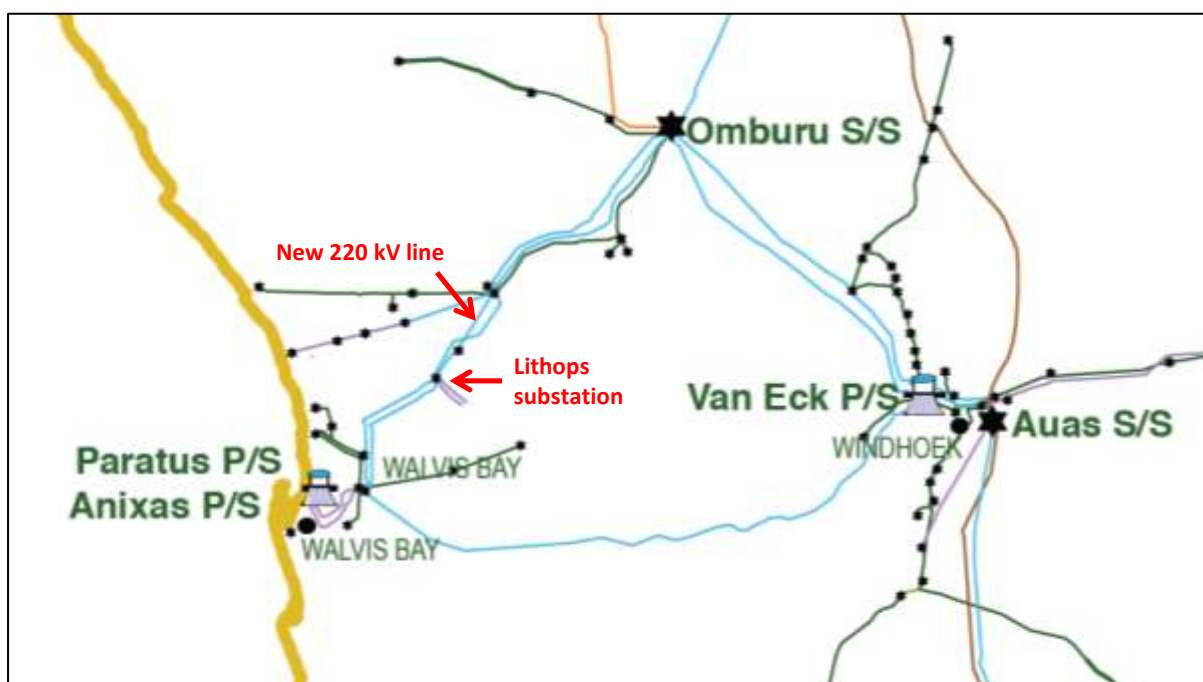 Omburu S/S
New 220 kV line
Lithops
substation
Van Eck P/S
WINDHOEK
Auas S/S
Paratus P/S
WALVIS BAY
Anixas P/S
WALVIS BAY